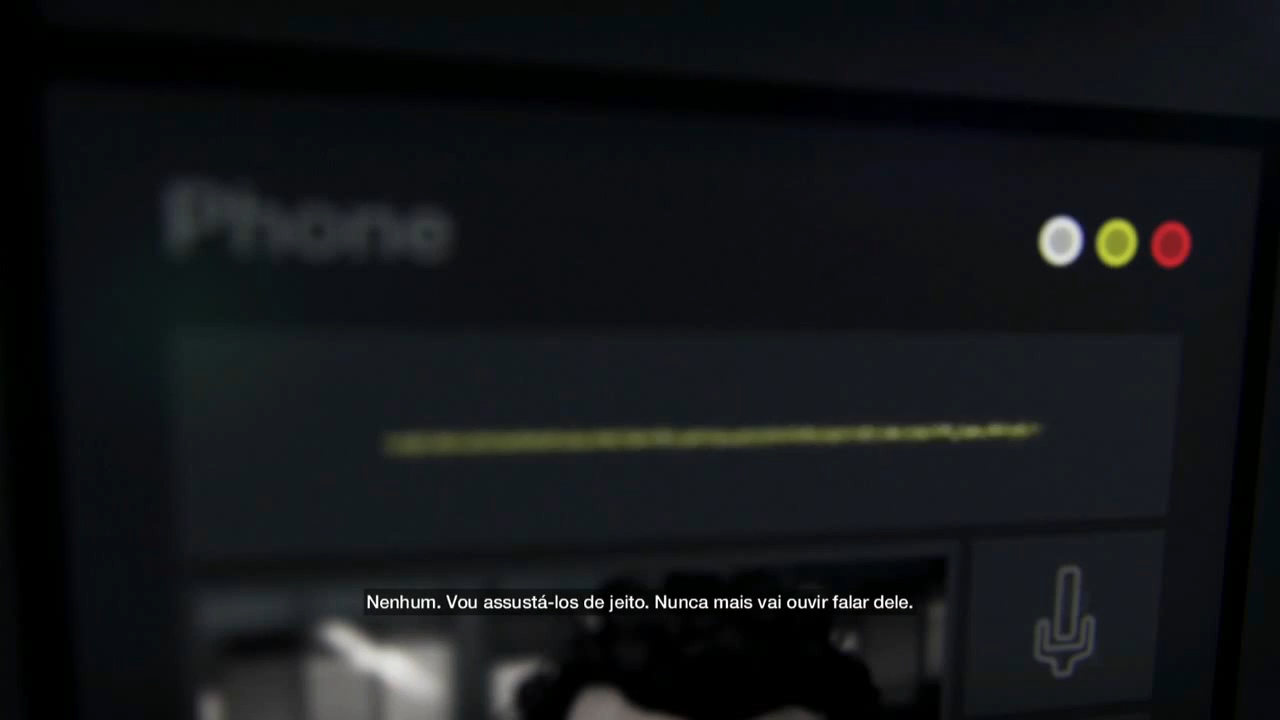 Phone
Nenhum. Vou assustá-los de jeito. Nunca mais vai ouvir falar dele.